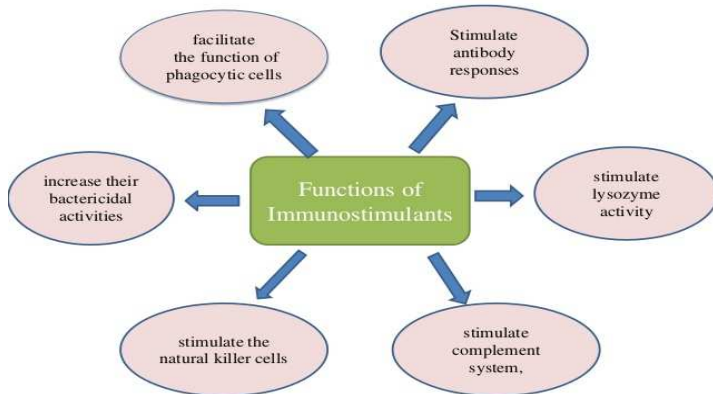 facilitate
the function of
phagocytic cells
Stimulate
antibody
responses
increase their
bactericidal
activities
Functions of
Immunostimulants
stimulate
lysozyme
activity
stimulate the
natural killer cells
stimulate
complement
system,